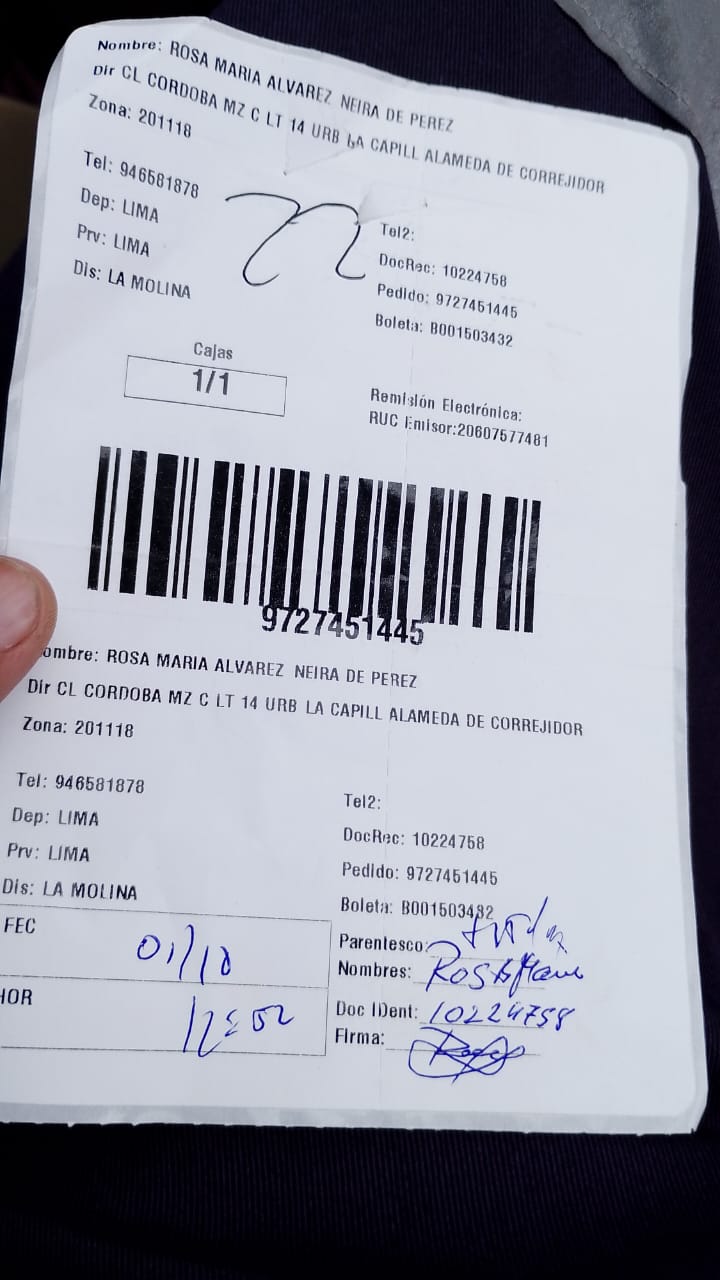 Nombre: ROSA MARIA ALVAREZ NEIRA DE PEREZ
Dir CL CORDOBA MZ C LT 14 URB LA CAPILL ALAMEDA DE CORREJIDOR
Zona: 201118
Tel: 946581878
Dep: LIMA
Prv: LIMA
Dis: LA MOLINA
Tel2:
DocRec: 10224758
Pedido: 9727451445
Boleta: B001503432
Cajas
1/1
Remisión Electrónica:
RUC Emisor:20607577481
9727451445
ombre: ROSA MARIA ALVAREZ NEIRA DE PEREZ
Dir CL CORDOBA MZ C LT 14 URB LA CAPILL ALAMEDA DE CORREJIDOR
Zona: 201118
Tel: 946581878
Dep: LIMA
Prv: LIMA
Dis: LA MOLINA
Tel2:
DocRec: 10224758
Pedido: 9727451445
Boleta: B001503432
FEC 01/10
HOR 12:52
Parentesco:
Nombres: ROSA
Doc IDent: 10224758
Firma: